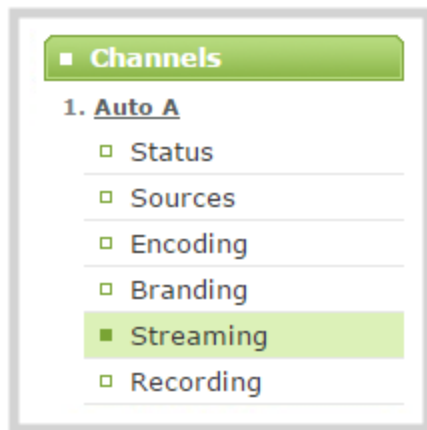 Channels
1. Auto A
Status
Sources
Encoding
Branding
Streaming
Recording